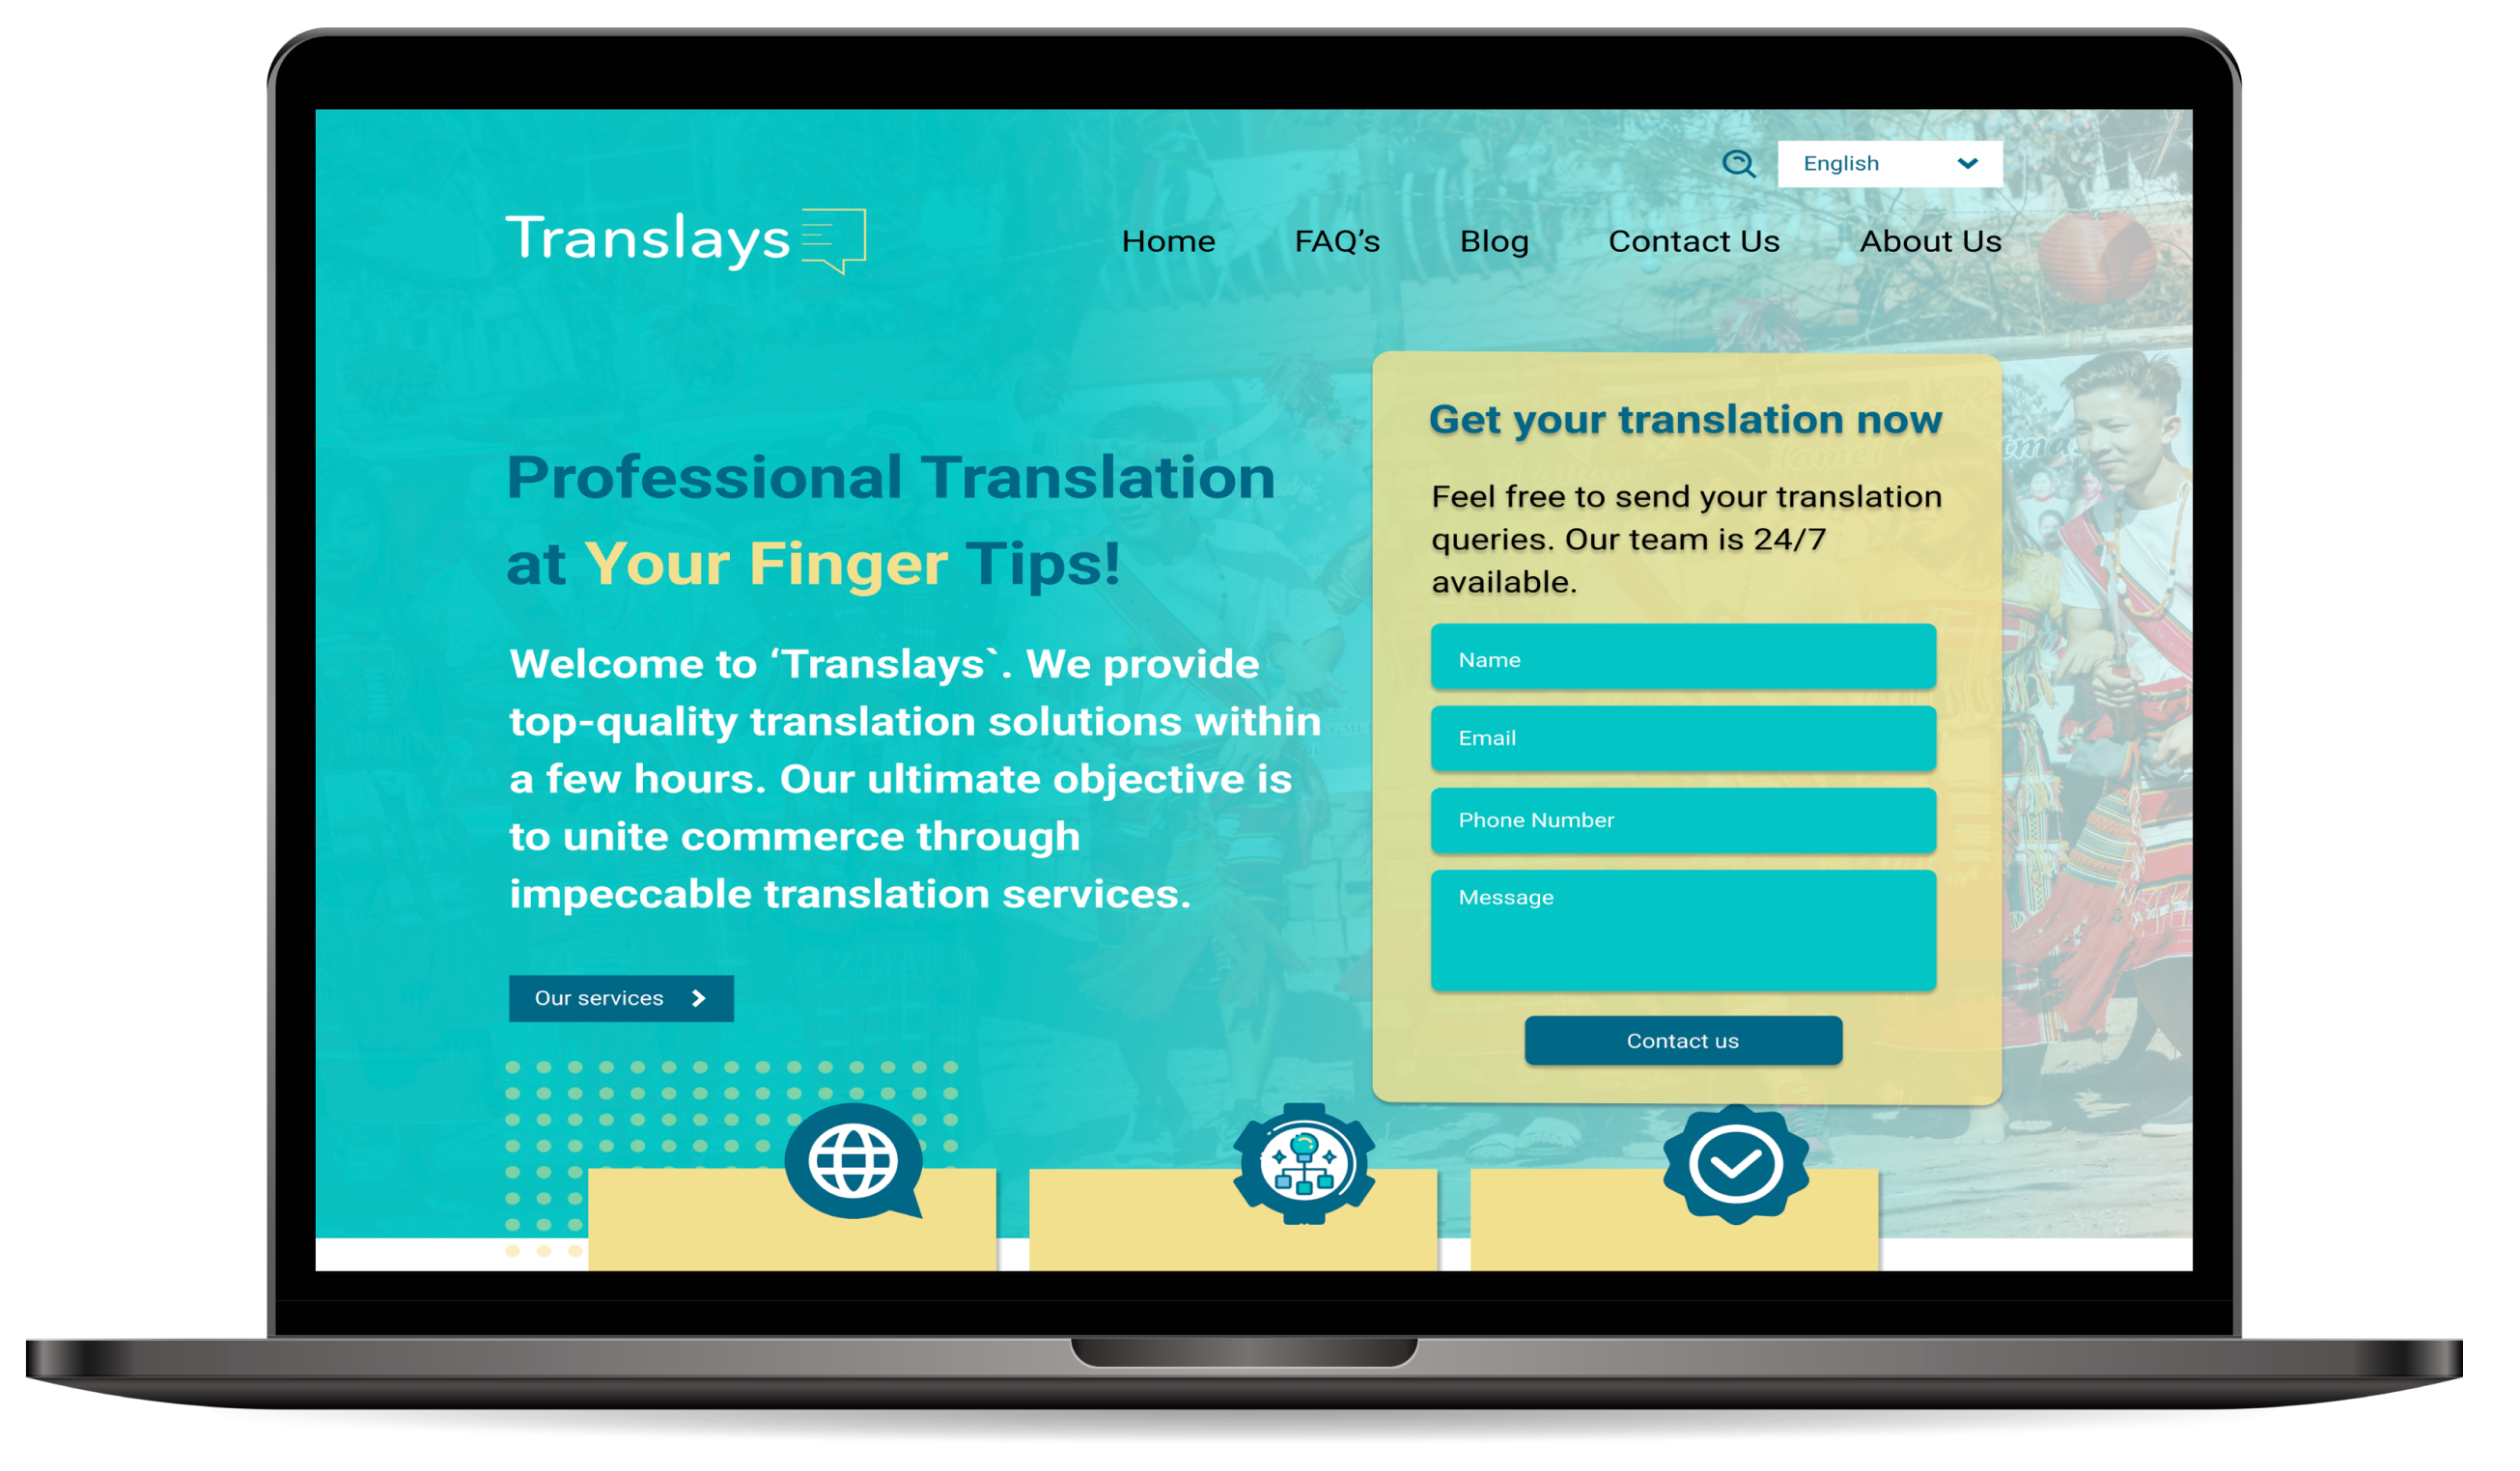 English
Translays
Home FAQ’s Blog Contact Us About Us
Professional Translation
at Your Finger Tips!
Welcome to ‘Translays`. We provide
top-quality translation solutions within
a few hours. Our ultimate objective is
to unite commerce through
impeccable translation services.
Our services
Get your translation now
Feel free to send your translation
queries. Our team is 24/7
available.
Name
Email
Phone Number
Message
Contact us